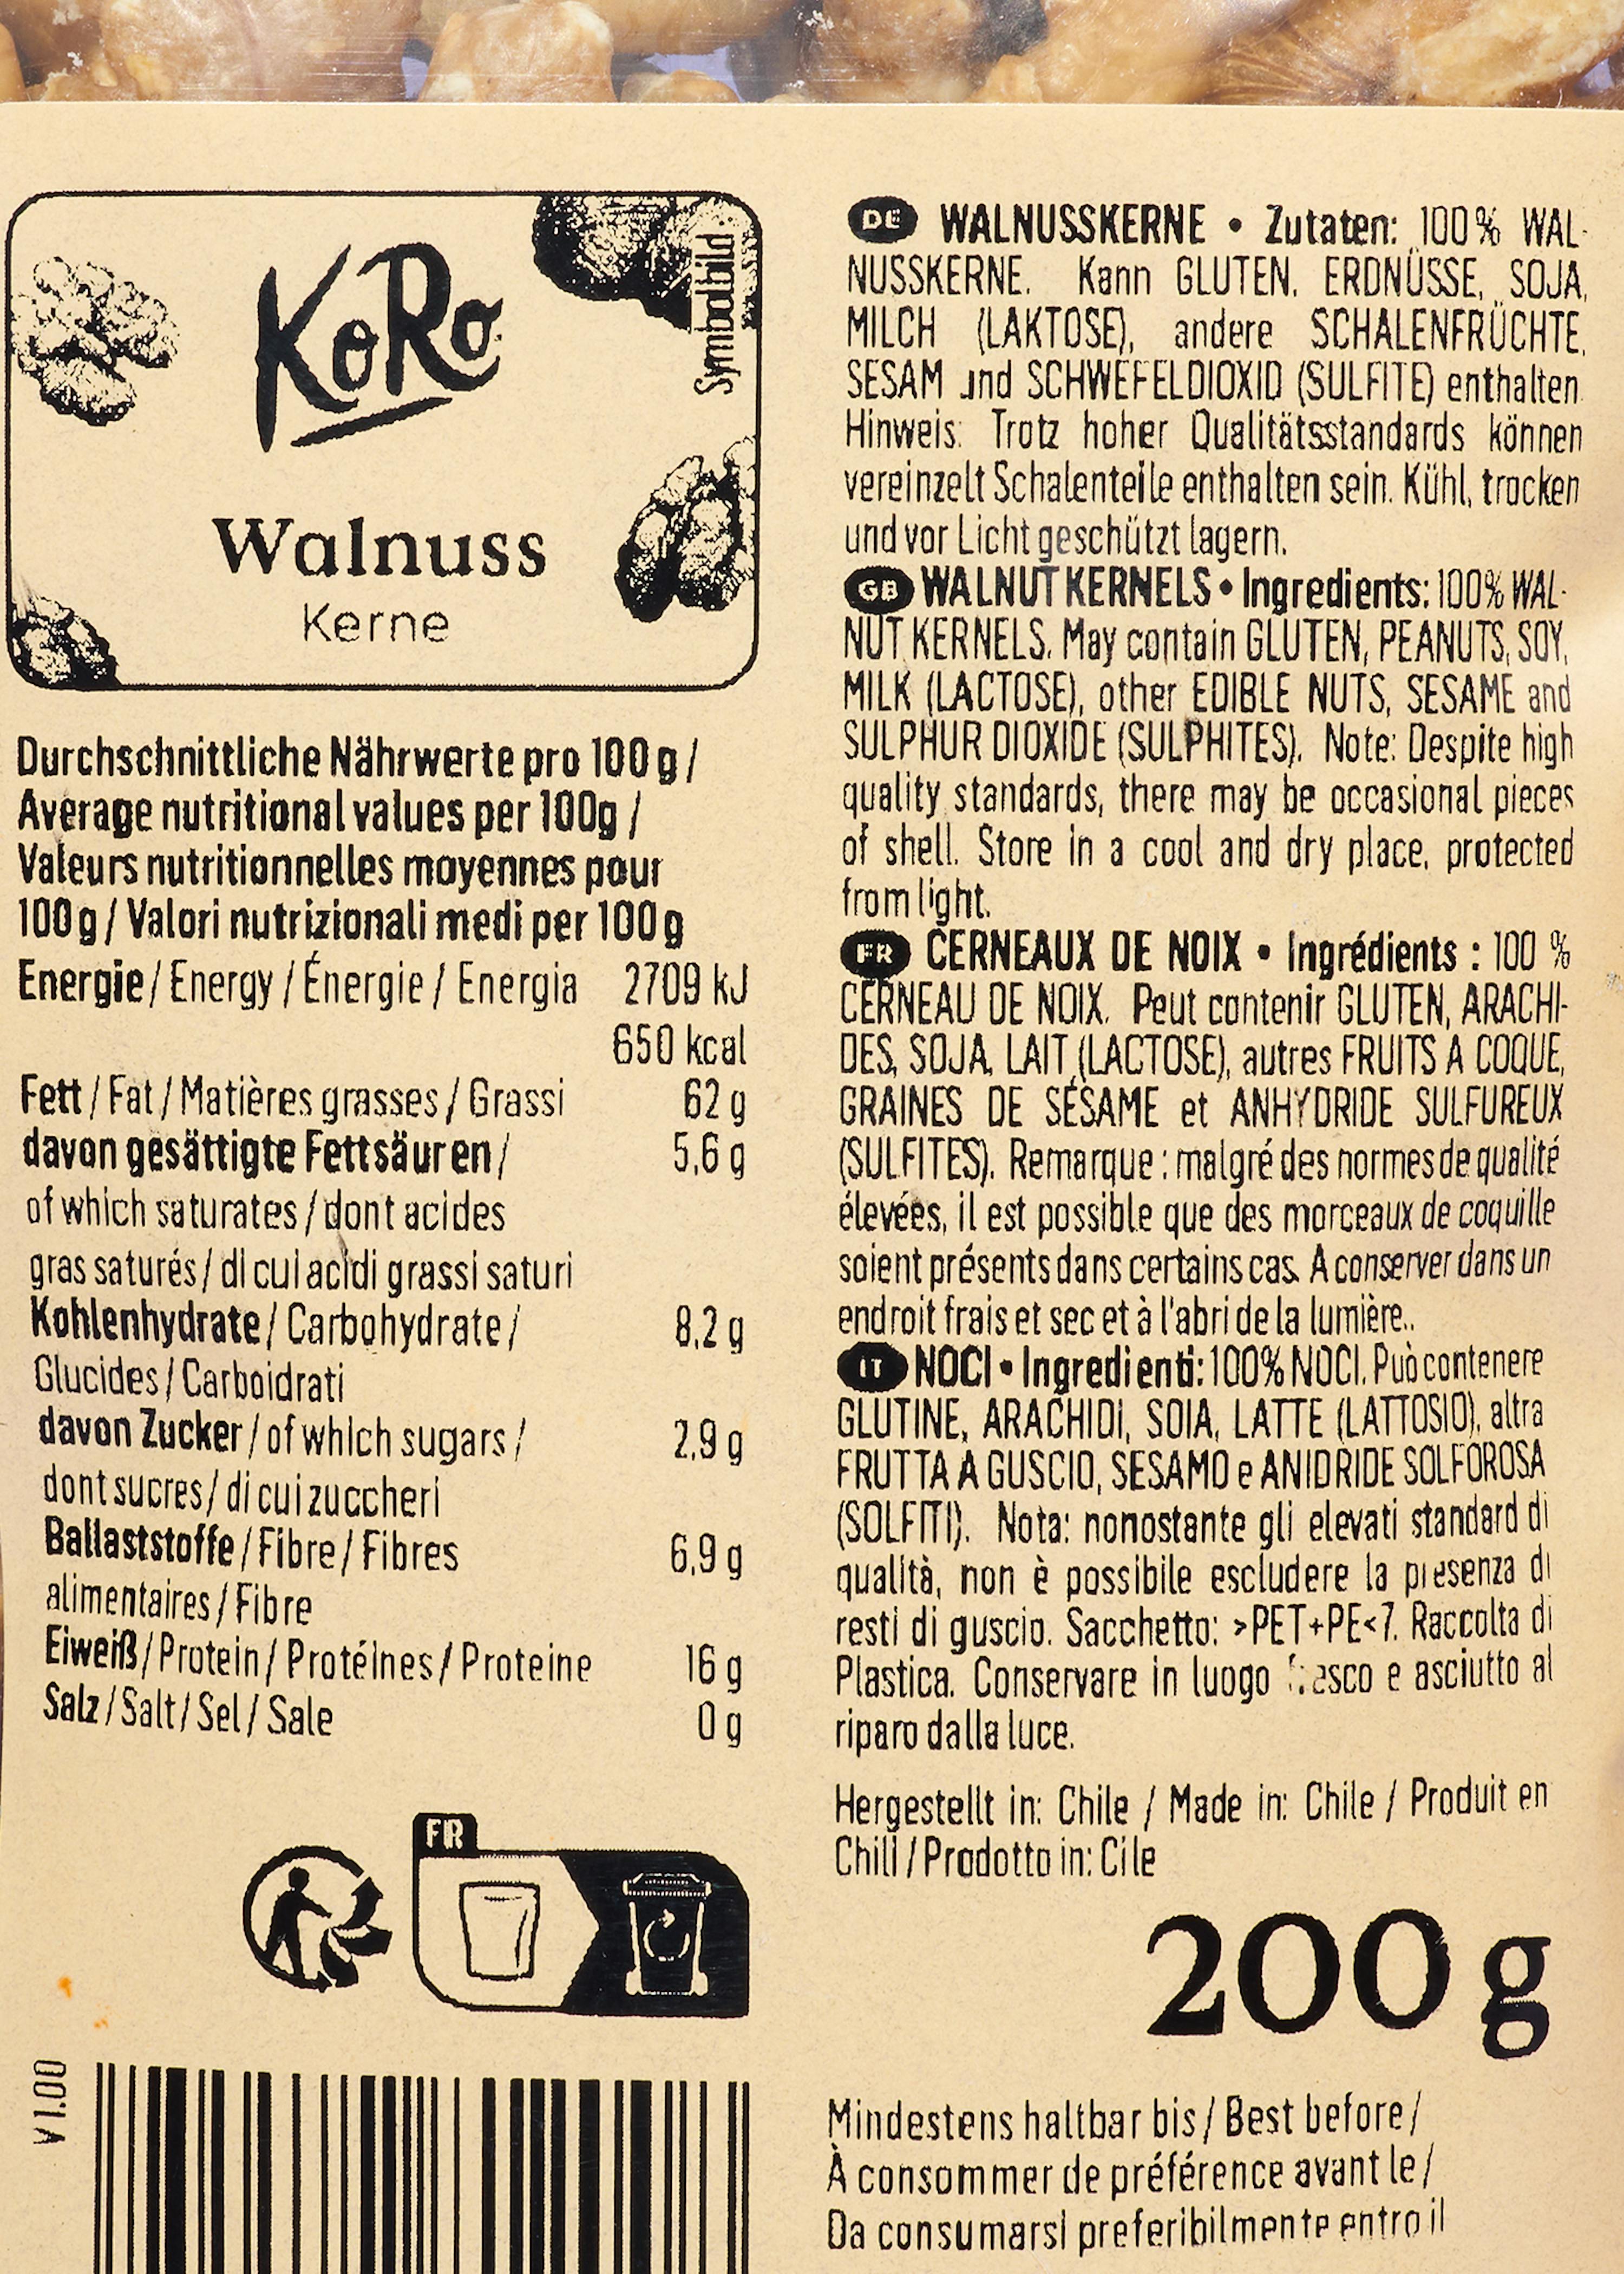 KoRo
Symbolbild
Walnuss
Kerne
Durchschnittliche Nährwerte pro 100 g /
Average nutritional values per 100g /
Valeurs nutritionnelles moyennes pour
100 g / Valori nutrizionali medi per 100 g
Energie / Energy / Énergie / Energia 2709 kJ
650 kcal
Fett / Fat / Matières grasses / Grassi 62 g
davon gesättigte Fettsäuren / 5,6 g
of which saturates / dont acides
gras saturés / di cui acidi grassi saturi
Kohlenhydrate / Carbohydrate / 8,2 g
Glucides / Carboidrati
davon Zucker / of which sugars / 2,9 g
dont sucres / di cui zuccheri
Ballaststoffe / Fibre / Fibres 6,9 g
alimentaires / Fibre
Eiweiß / Protein / Protéines / Proteine 16 g
Salz / Salt / Sel / Sale 0 g
FR
V 1.00
DE WALNUSSKERNE • Zutaten: 100 % WAL-
NUSSKERNE. Kann GLUTEN, ERDNÜSSE, SOJA,
MILCH (LAKTOSE), andere SCHALENFRÜCHTE,
SESAM und SCHWEFELDIOXID (SULFITE) enthalten.
Hinweis: Trotz hoher Qualitätsstandards können
vereinzelt Schalenteile enthalten sein. Kühl, trocken
und vor Licht geschützt lagern.
GB WALNUT KERNELS • Ingredients: 100% WAL-
NUT KERNELS. May contain GLUTEN, PEANUTS, SOY,
MILK (LACTOSE), other EDIBLE NUTS, SESAME and
SULPHUR DIOXIDE (SULPHITES). Note: Despite high
quality standards, there may be occasional pieces
of shell. Store in a cool and dry place, protected
from light.
FR CERNEAUX DE NOIX • Ingrédients : 100 %
CERNEAU DE NOIX. Peut contenir GLUTEN, ARACHI-
DES, SOJA, LAIT (LACTOSE), autres FRUITS A COQUE,
GRAINES DE SÉSAME et ANHYDRIDE SULFUREUX
(SULFITES). Remarque : malgré des normes de qualité
élevées, il est possible que des morceaux de coquille
soient présents dans certains cas. A conserver dans un
endroit frais et sec et à l'abri de la lumière..
IT NOCI • Ingredienti: 100% NOCI. Può contenere
GLUTINE, ARACHIDI, SOIA, LATTE (LATTOSIO), altra
FRUTTA A GUSCIO, SESAMO e ANIDRIDE SOLFOROSA
(SOLFITI). Nota: nonostante gli elevati standard di
qualità, non è possibile escludere la presenza di
resti di guscio. Sacchetto: >PET+PE<7. Raccolta di
Plastica. Conservare in luogo fresco e asciutto al
riparo dalla luce.
Hergestellt in: Chile / Made in: Chile / Produit en
Chili / Prodotto in: Cile
200 g
Mindestens haltbar bis / Best before /
À consommer de préférence avant le /
Da consumarsi preferibilmente entro il